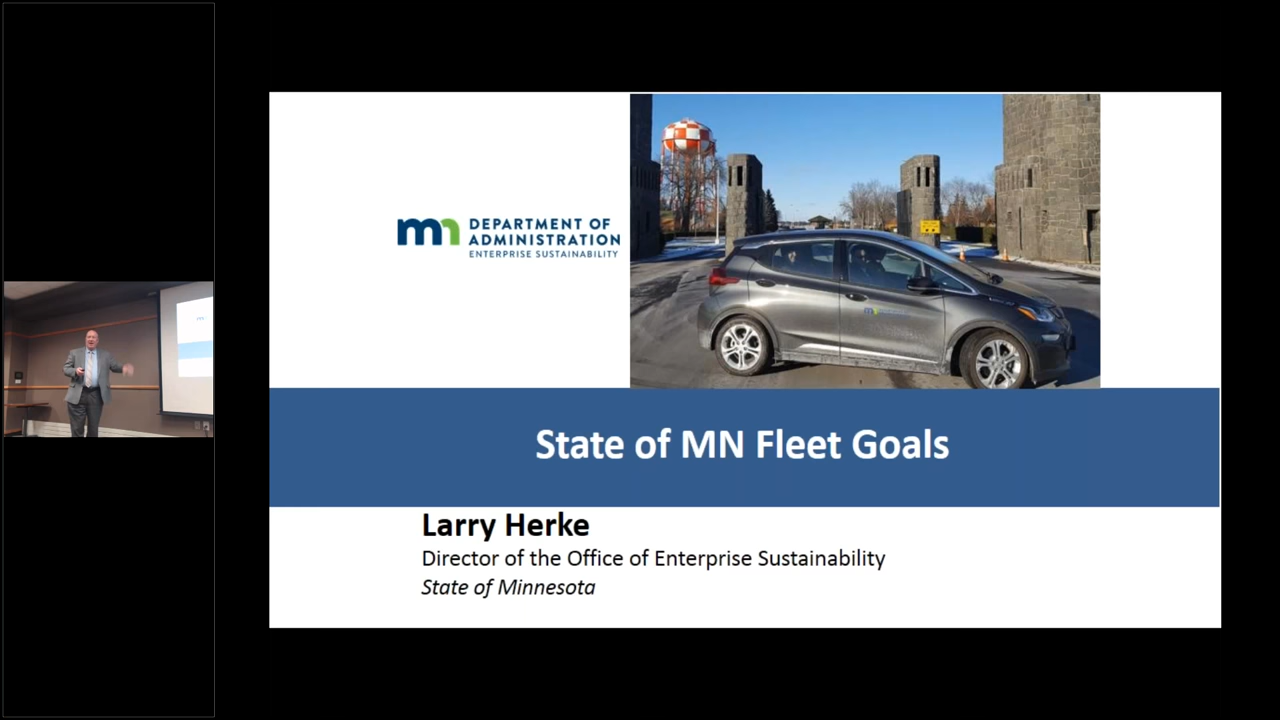 mn DEPARTMENT OF
ADMINISTRATION
ENTERPRISE SUSTAINABILITY
State of MN Fleet Goals
Larry Herke
Director of the Office of Enterprise Sustainability
State of Minnesota